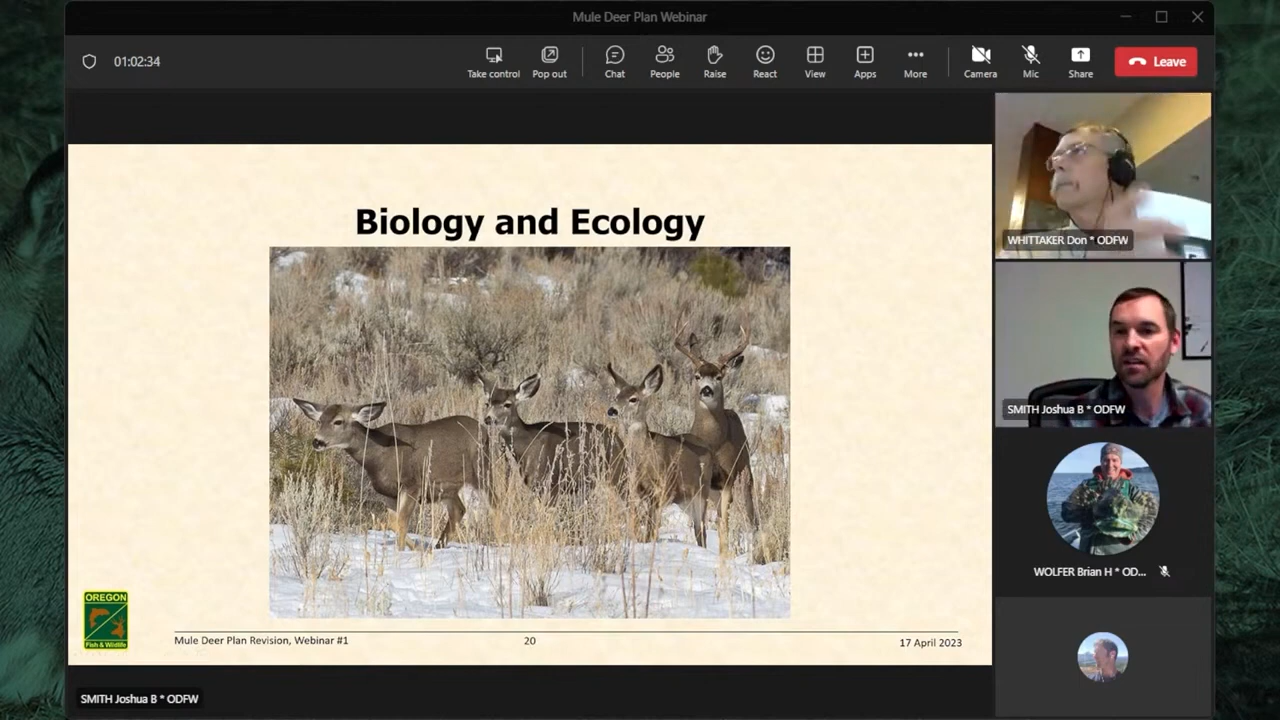 Mule Deer Plan Webinar
01:02:34
Take control
Pop out
Chat
People
Raise
React
View
Apps
More
Camera
Mic
Share
Leave
WHITTAKER Don * ODFW
SMITH Joshua B * ODFW
WOLFER Brian H * OD...
Biology and Ecology
OREGON
Fish & Wildlife
Mule Deer Plan Revision, Webinar #1
20
17 April 2023
SMITH Joshua B * ODFW